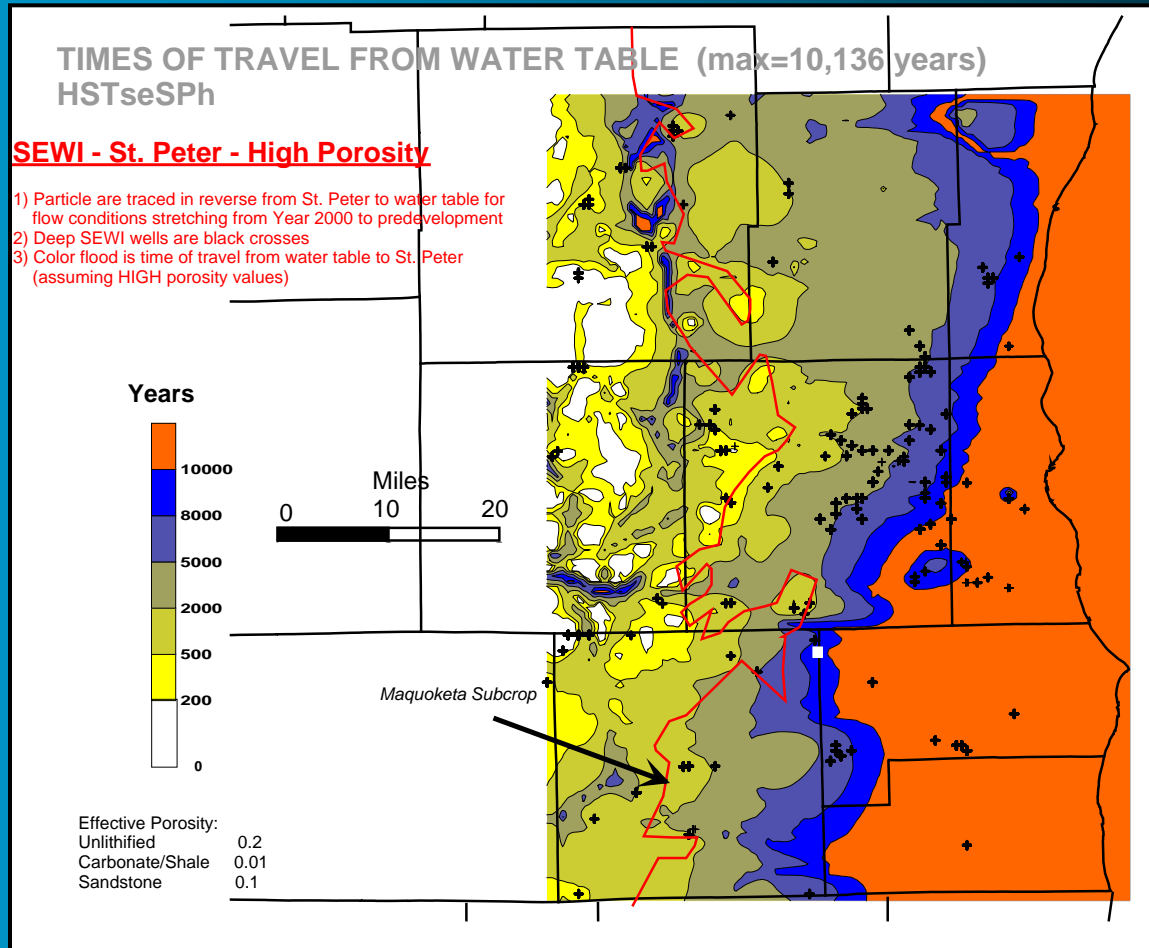 TIMES OF TRAVEL FROM WATER TABLE (max=10,136 years)
HSTseSPh
SEWI - St. Peter - High Porosity
1) Particle are traced in reverse from St. Peter to water table for
flow conditions stretching from Year 2000 to predevelopment
2) Deep SEWI wells are black crosses
3) Color flood is time of travel from water table to St. Peter
(assuming HIGH porosity values)
Years
10000
8000
5000
2000
500
200
0
Miles
0 10 20
Maquoketa Subcrop
Effective Porosity:
Unlithified 0.2
Carbonate/Shale 0.01
Sandstone 0.1